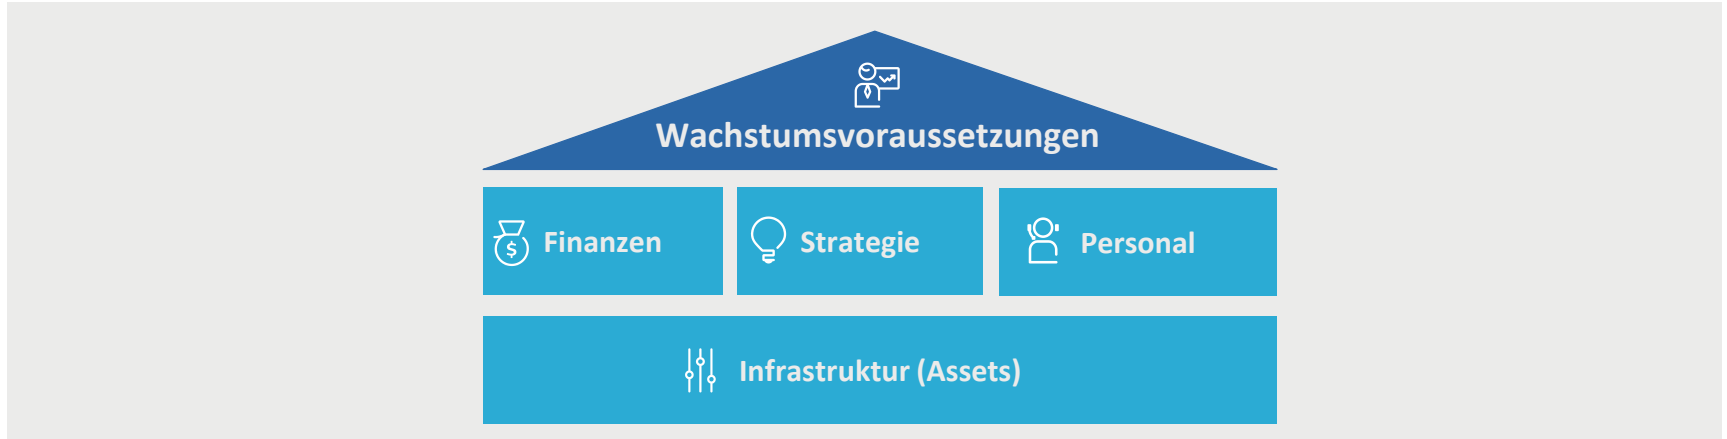 Wachstumsvoraussetzungen
$ Finanzen
Strategie
Personal
Infrastruktur (Assets)